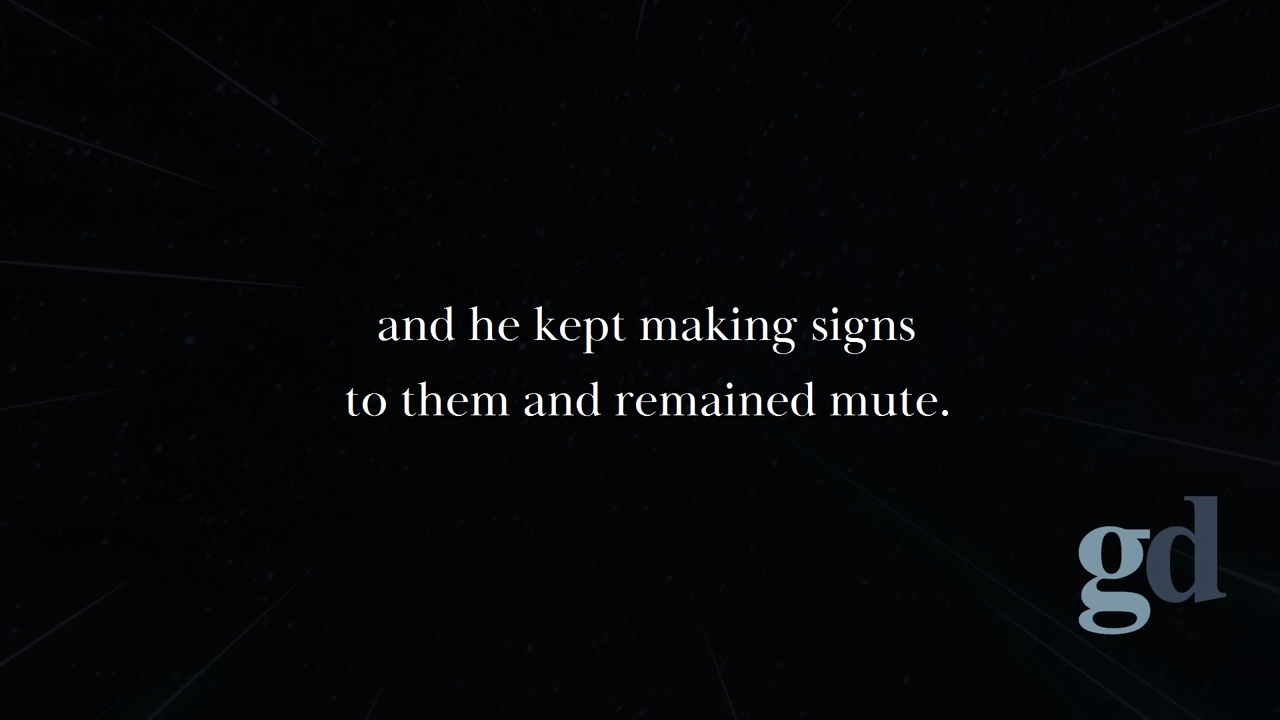 and he kept making signs
to them and remained mute.
gd